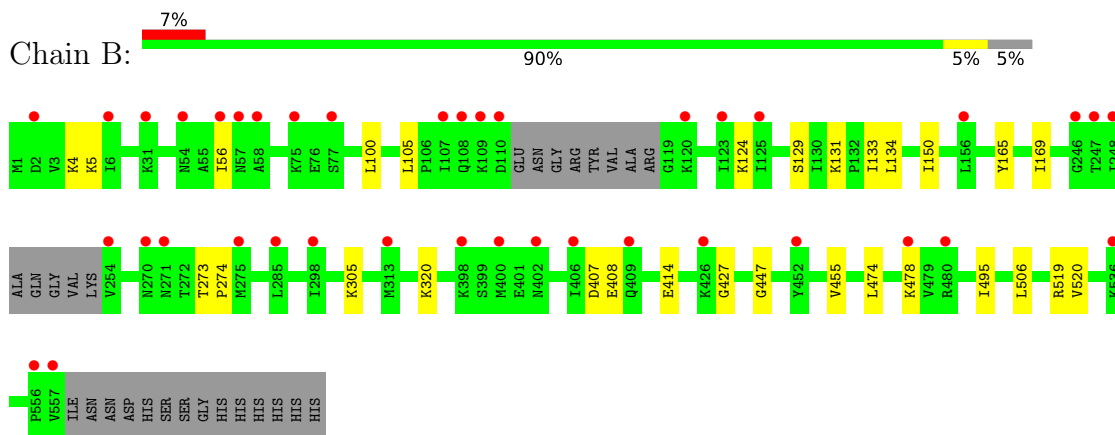 7%
Chain B:
90% 5% 5%
M1 D2 V3 K4 K5 I6 K31 N54 A55 I56 N57 A58 K75 E76 S77 L100 L105 P106 I107 Q108 K109 D110 GLU ASN GLY ARG TYR VAL ALA ARG G119 K120 I123 K124 I125 S129 I130 K131 P132 I133 L134 I150 L156 Y165 I169 G246 T247 I248
ALA GLN GLY VAL LYS V254 N270 N271 T272 T273 P274 M275 L285 I298 K305 M313 K320 K398 S399 M400 E401 N402 I406 D407 E408 Q409 E414 K426 G427 G447 Y452 V455 L474 K478 V479 R480 I495 L506 R519 V520 K536
P556 V557 ILE ASN ASN ASP HIS SER SER GLY HIS HIS HIS HIS HIS HIS